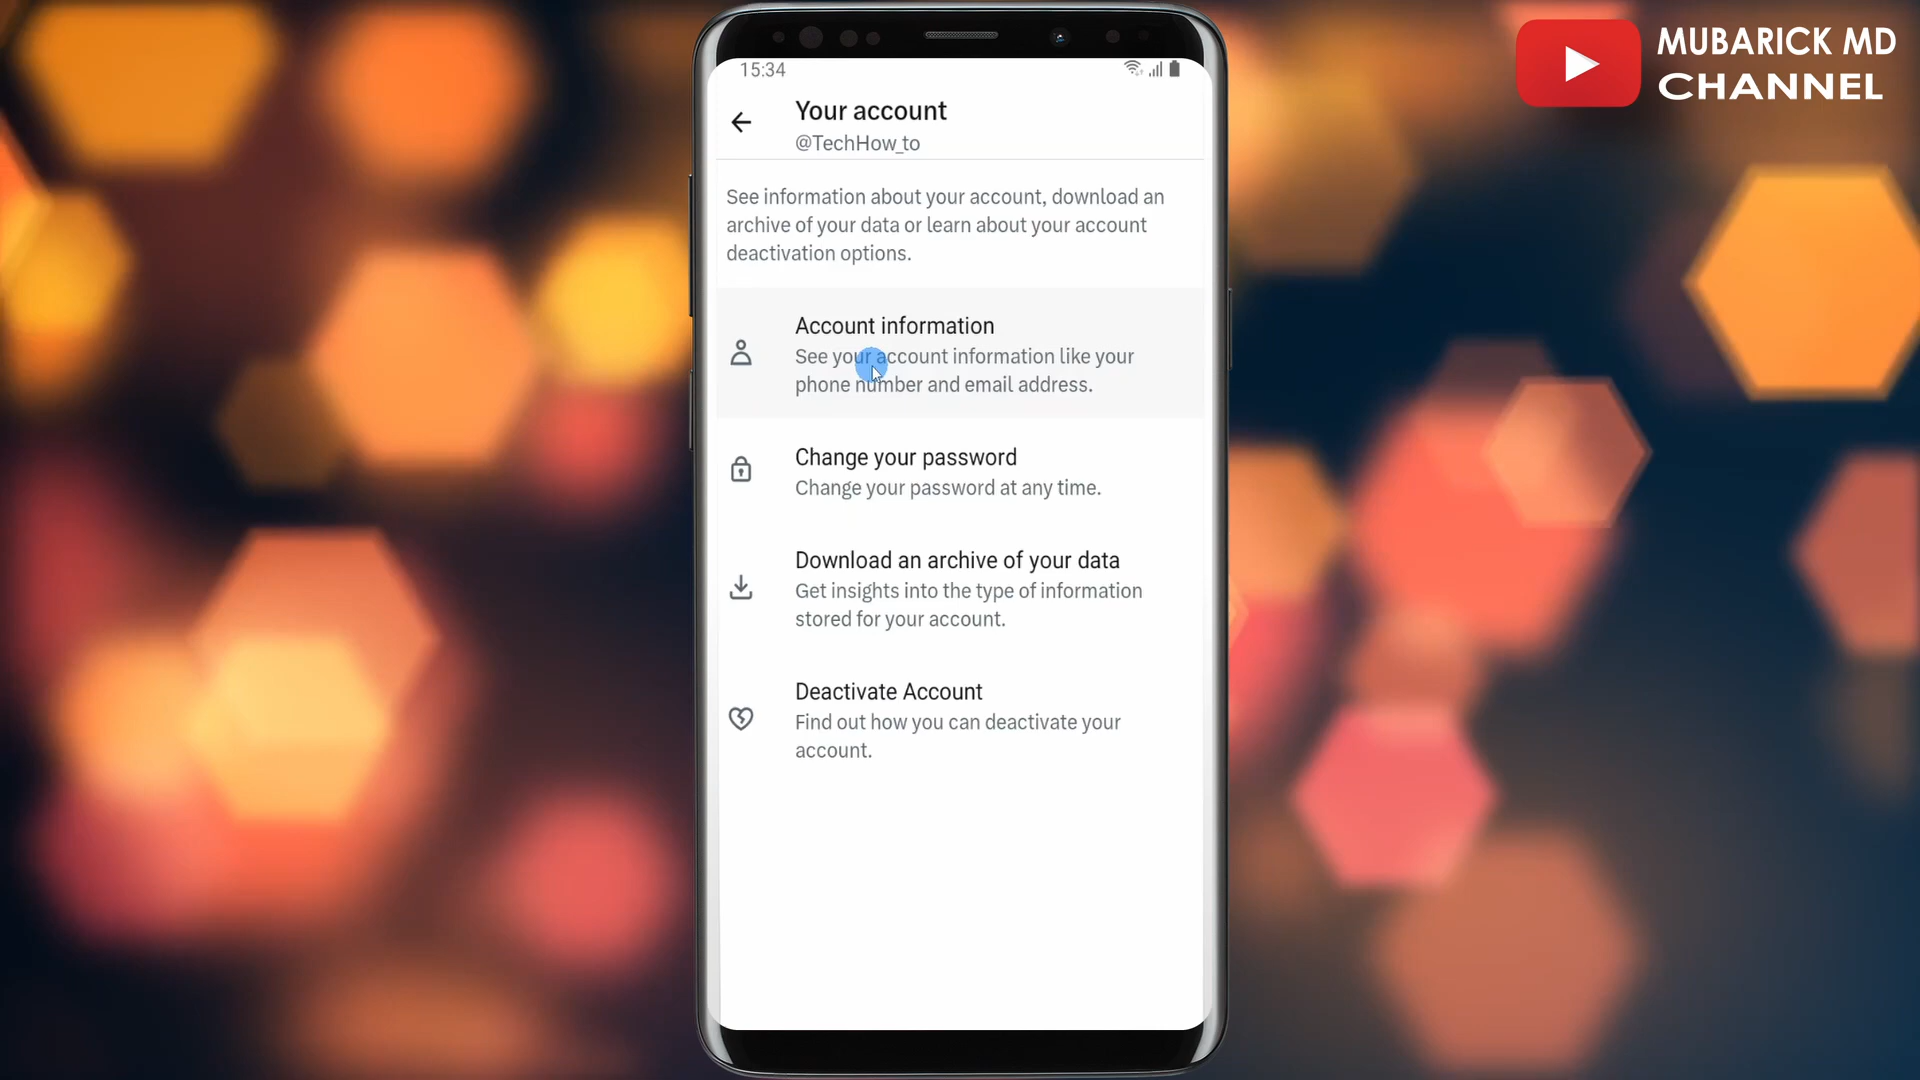 MUBARICK MD
CHANNEL
15:34
Your account
@TechHow_to
See information about your account, download an
archive of your data or learn about your account
deactivation options.
Account information
See your account information like your
phone number and email address.
Change your password
Change your password at any time.
Download an archive of your data
Get insights into the type of information
stored for your account.
Deactivate Account
Find out how you can deactivate your
account.